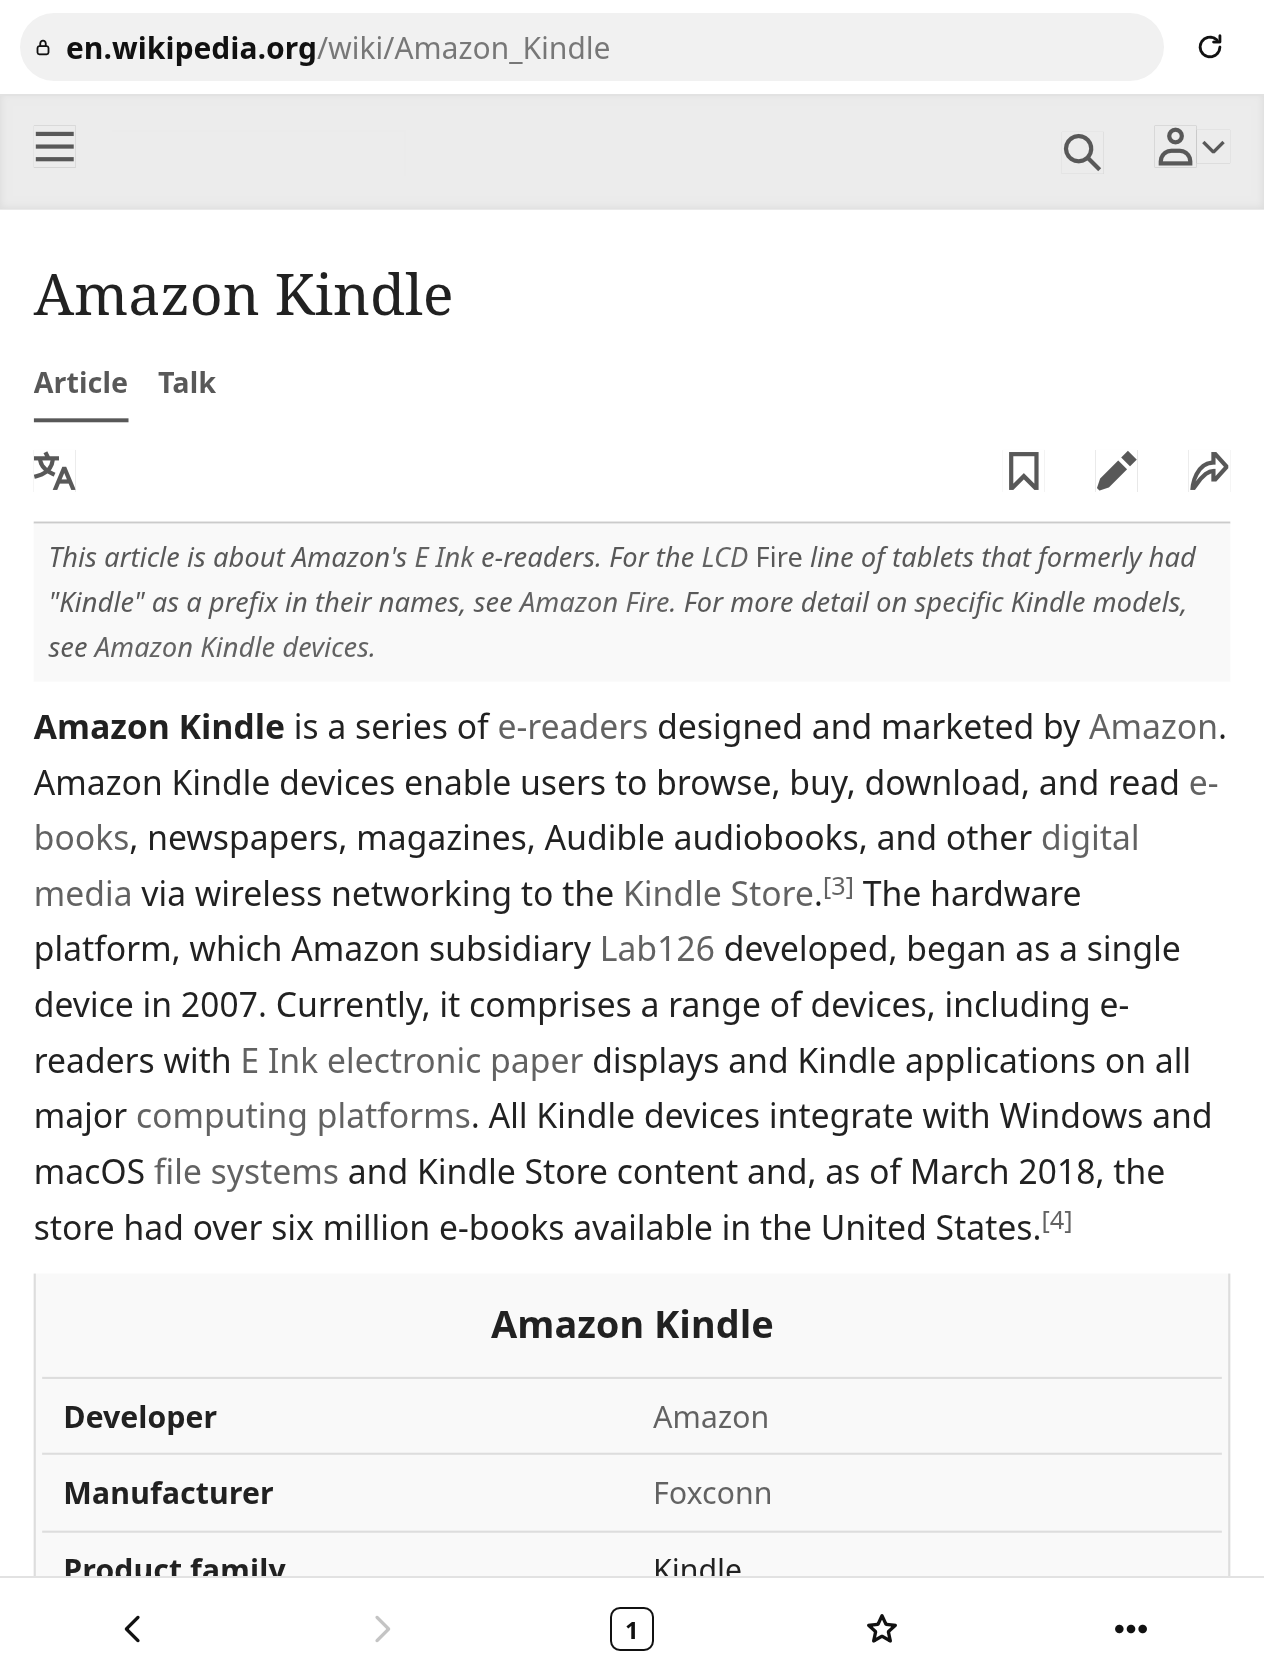 en.wikipedia.org/wiki/Amazon_Kindle
Amazon Kindle
Article Talk
文A
This article is about Amazon's E Ink e-readers. For the LCD Fire line of tablets that formerly had
"Kindle" as a prefix in their names, see Amazon Fire. For more detail on specific Kindle models,
see Amazon Kindle devices.
Amazon Kindle is a series of e-readers designed and marketed by Amazon.
Amazon Kindle devices enable users to browse, buy, download, and read e-
books, newspapers, magazines, Audible audiobooks, and other digital
media via wireless networking to the Kindle Store.[3] The hardware
platform, which Amazon subsidiary Lab126 developed, began as a single
device in 2007. Currently, it comprises a range of devices, including e-
readers with E Ink electronic paper displays and Kindle applications on all
major computing platforms. All Kindle devices integrate with Windows and
macOS file systems and Kindle Store content and, as of March 2018, the
store had over six million e-books available in the United States.[4]
Amazon Kindle
Developer Amazon
Manufacturer Foxconn
Product family Kindle
1